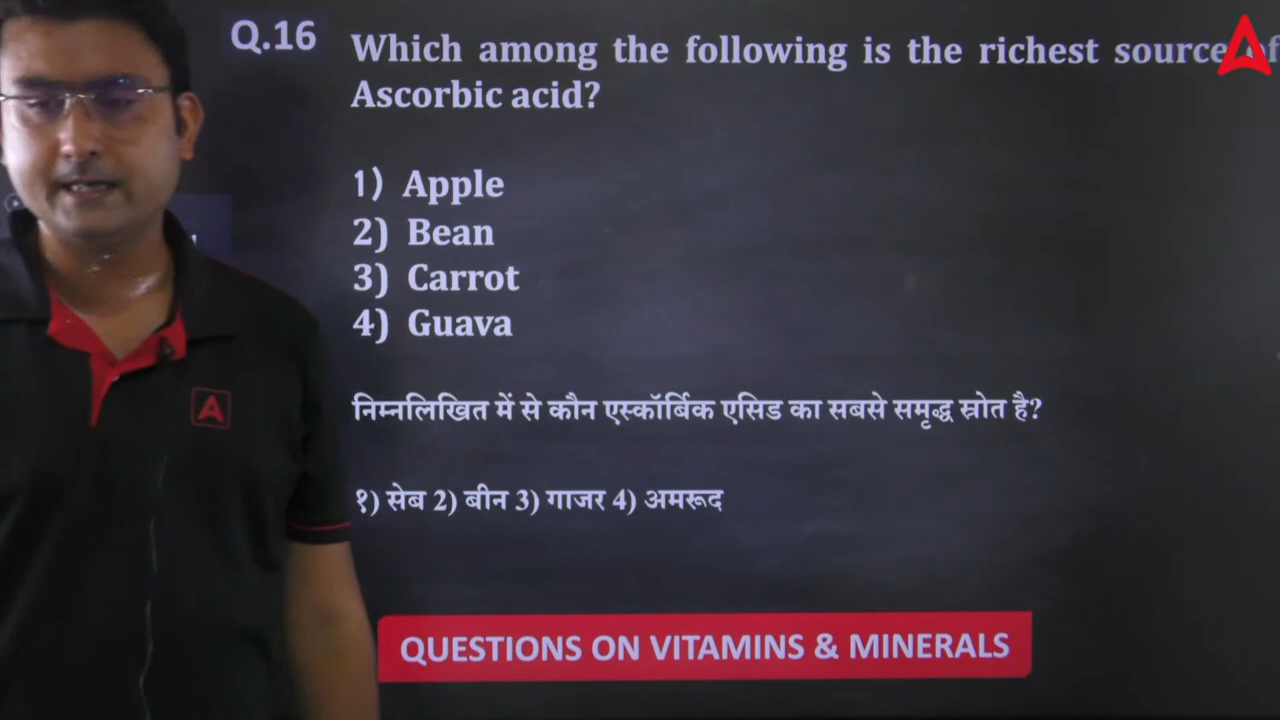 Q.16
Which among the following is the richest source of
Ascorbic acid?
1) Apple
2) Bean
3) Carrot
4) Guava
निम्नलिखित में से कौन एस्कॉर्बिक एसिड का सबसे समृद्ध स्रोत है?
१) सेब 2) बीन 3) गाजर 4) अमरूद
QUESTIONS ON VITAMINS & MINERALS